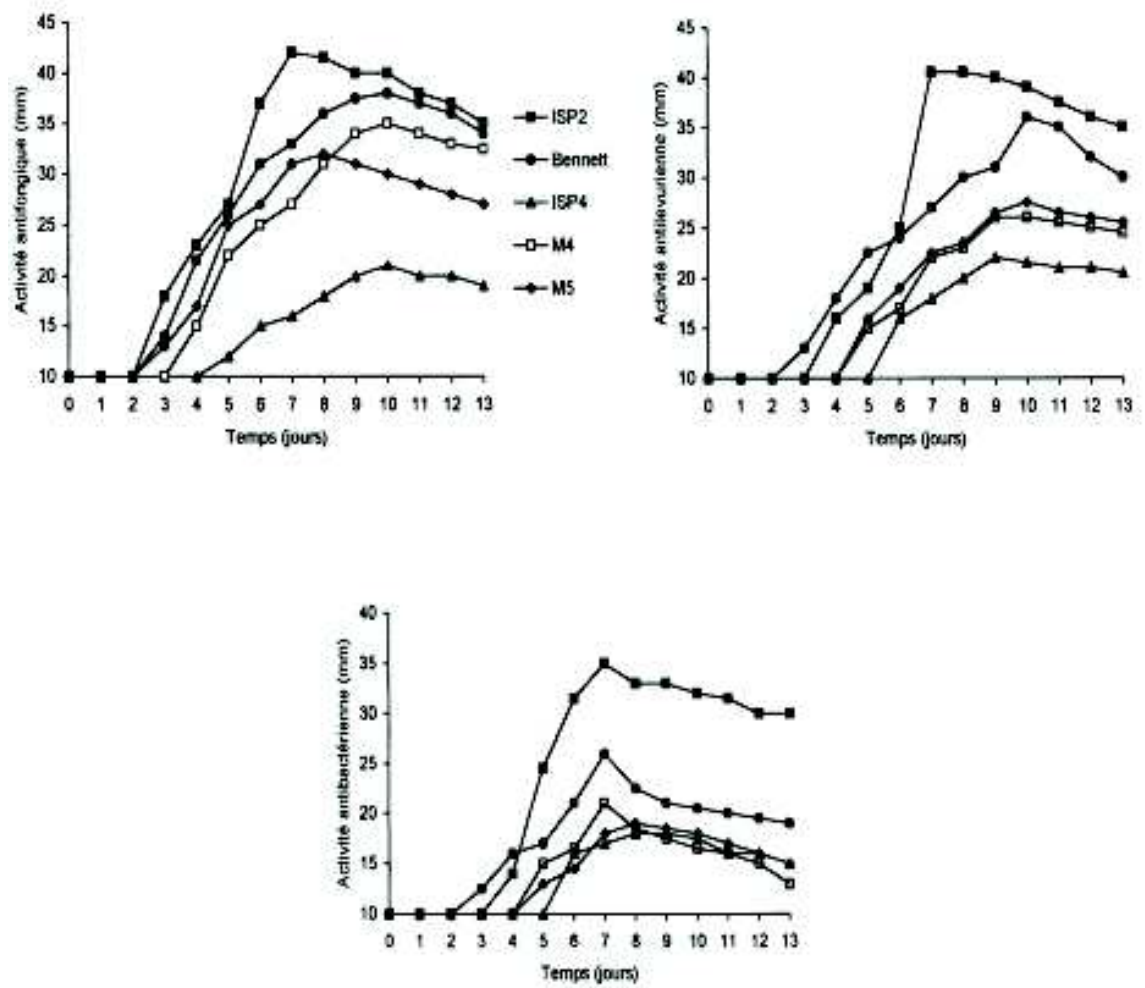 Activité antifongique (mm)
45
40
35
30
25
20
15
10
0 1 2 3 4 5 6 7 8 9 10 11 12 13
Temps (jours)
ISP2
Bennett
ISP4
M4
M5
Activité antilevurienne (mm)
45
40
35
30
25
20
15
10
0 1 2 3 4 5 6 7 8 9 10 11 12 13
Temps (jours)
Activité antibactérienne (mm)
40
35
30
25
20
15
10
0 1 2 3 4 5 6 7 8 9 10 11 12 13
Temps (jours)